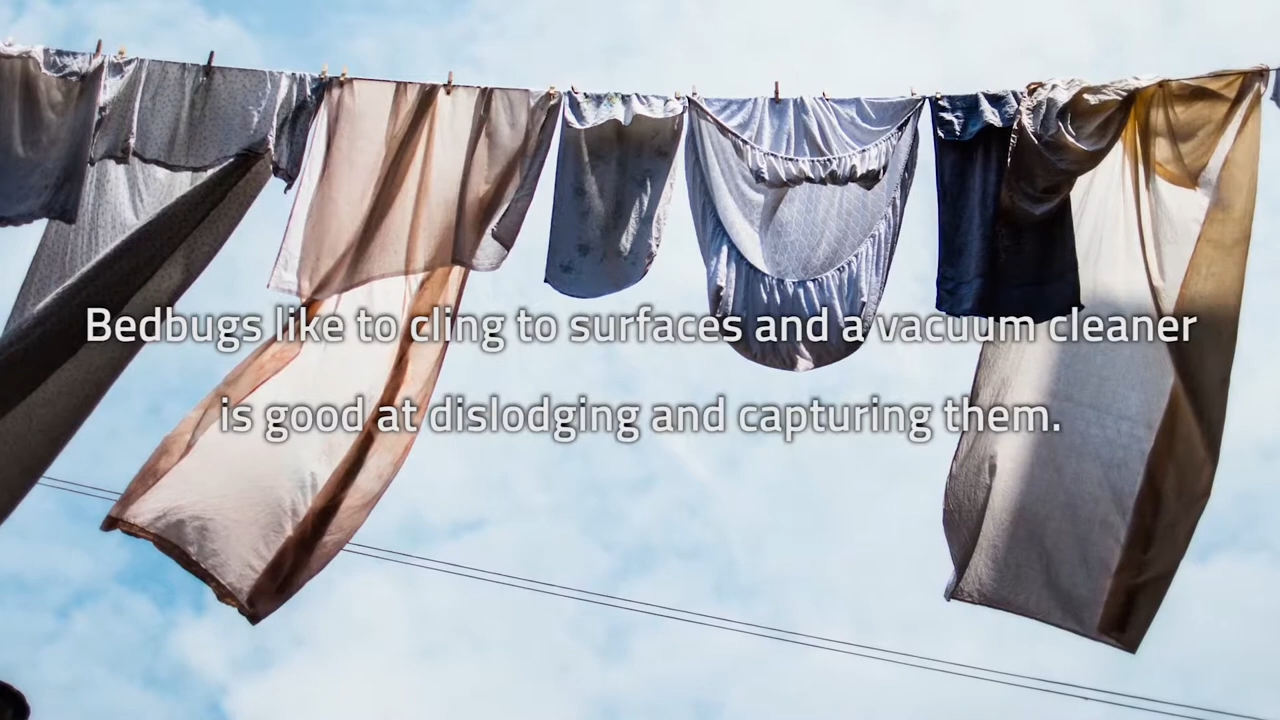 Bedbugs like to cling to surfaces and a vacuum cleaner
is good at dislodging and capturing them.